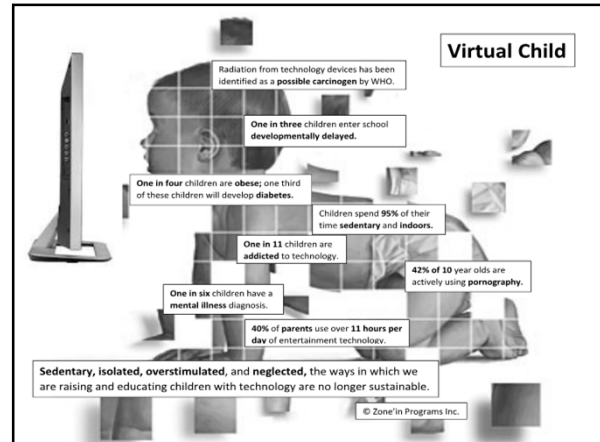 Virtual Child
Radiation from technology devices has been
identified as a possible carcinogen by WHO.
One in three children enter school
developmentally delayed.
One in four children are obese; one third
of these children will develop diabetes.
Children spend 95% of their
time sedentary and indoors.
One in 11 children are
addicted to technology.
42% of 10 year olds are
actively using pornography.
One in six children have a
mental illness diagnosis.
40% of parents use over 11 hours per
day of entertainment technology.
Sedentary, isolated, overstimulated, and neglected, the ways in which we
are raising and educating children with technology are no longer sustainable.
© Zone'in Programs Inc.